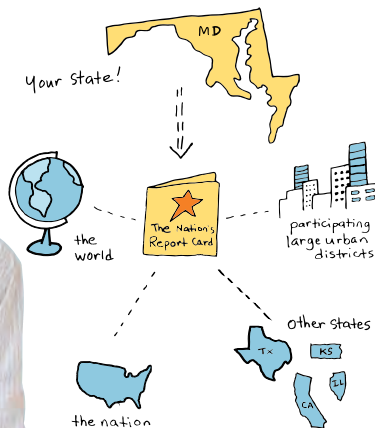 MD
Your state!
The Nation's
Report Card
the
world
participating
large urban
districts
Other States
TX
KS
CA
IL
the nation